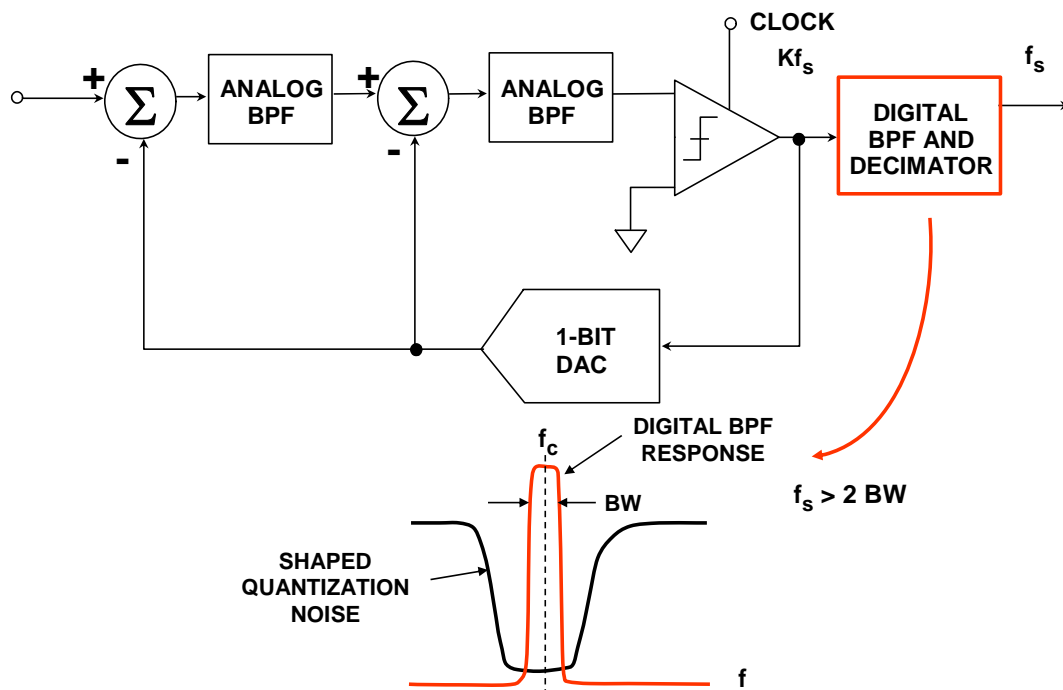 CLOCK
Kfs
fs
+
Σ
-
ANALOG
BPF
+
Σ
-
ANALOG
BPF
DIGITAL
BPF AND
DECIMATOR
1-BIT
DAC
fc
DIGITAL BPF
RESPONSE
BW
fs > 2 BW
SHAPED
QUANTIZATION
NOISE
f